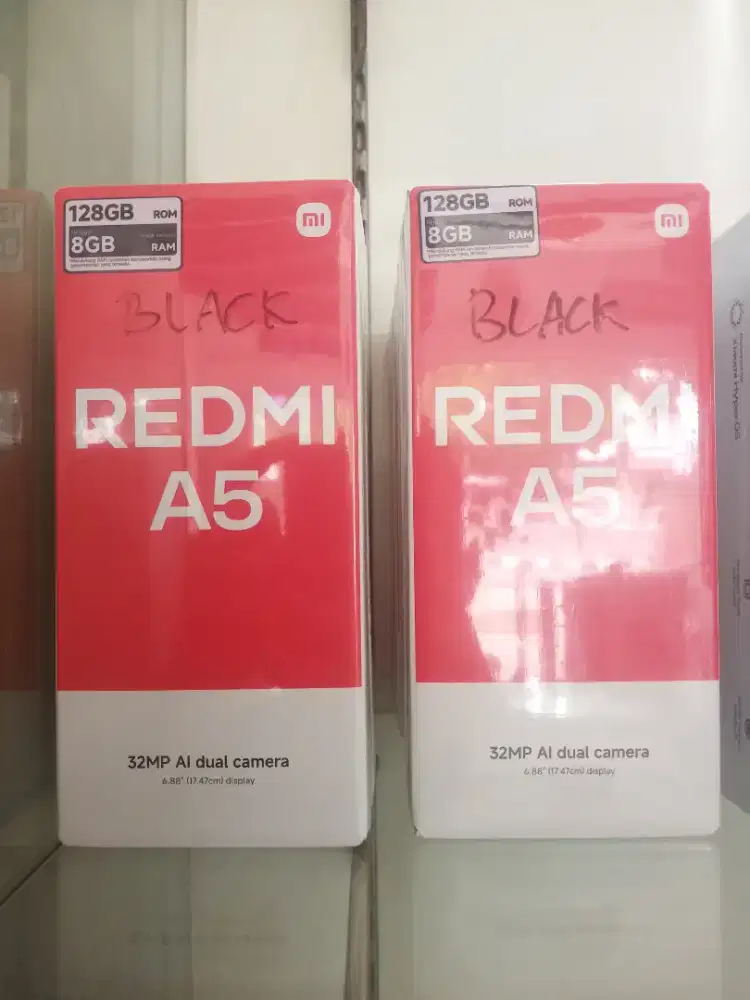 128GB ROM
8GB RAM
mi
BLACK
REDMI
A5
32MP AI dual camera
6.88" (17.47cm) display
128GB ROM
8GB RAM
mi
BLACK
REDMI
A5
32MP AI dual camera
6.88" (17.47cm) display